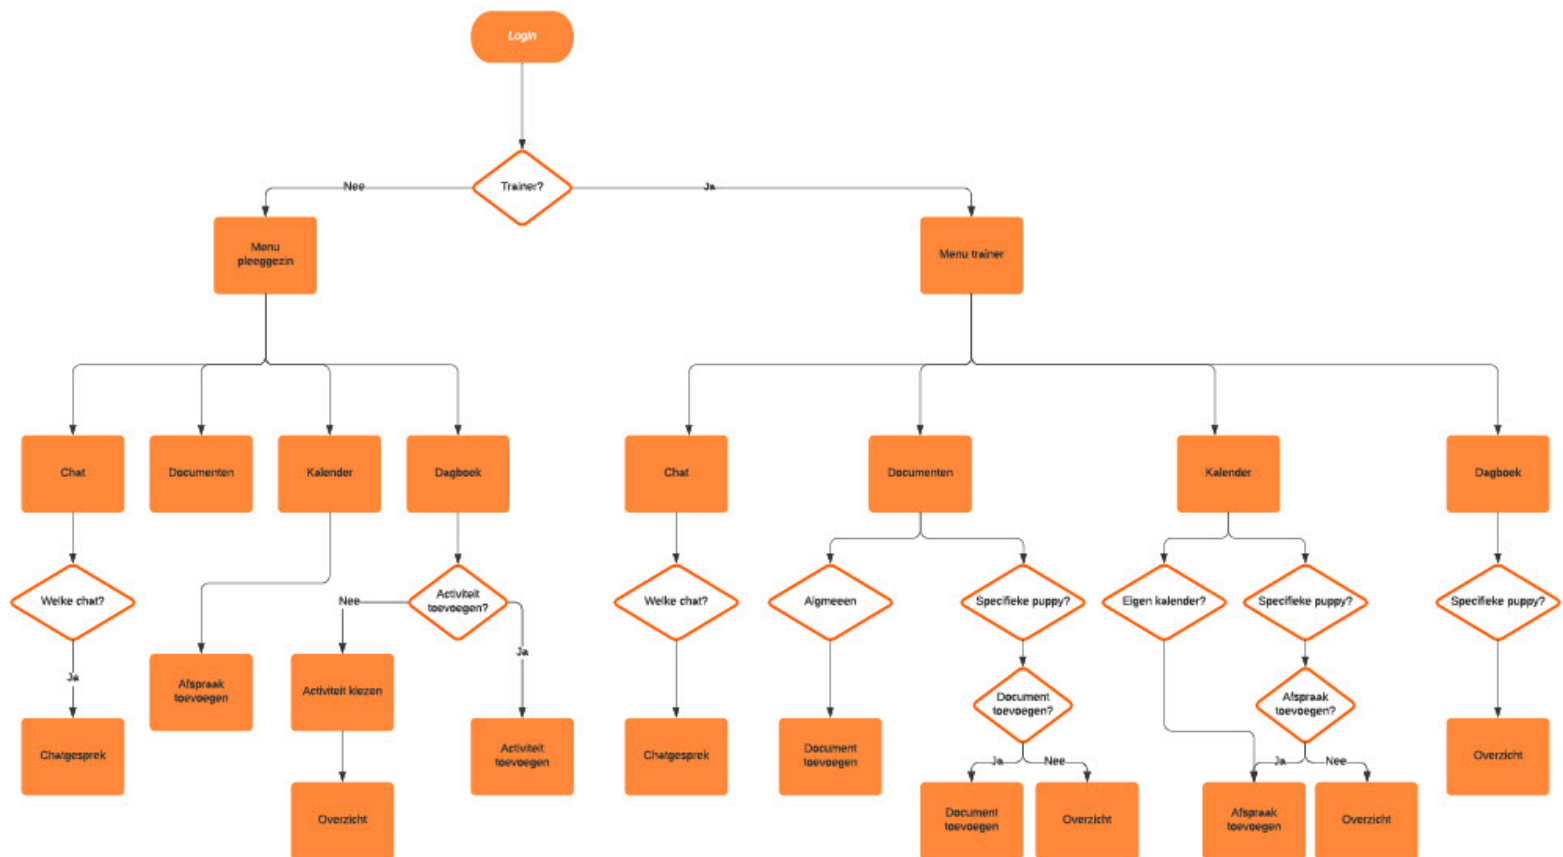 Login
Trainer?
Nee
Ja
Menu
pleeggezin
Menu trainer
Chat
Documenten
Kalender
Dagboek
Chat
Documenten
Kalender
Dagboek
Welke chat?
Nee
Activiteit
toevoegen?
Welke chat?
Algmeeen
Specifieke puppy?
Eigen kalender?
Specifieke puppy?
Specifieke puppy?
Ja
Ja
Afspraak
toevoegen
Activiteit kiezen
Document
toevoegen?
Afspraak
toevoegen?
Chatgesprek
Activiteit
toevoegen
Chatgesprek
Document
toevoegen
Ja
Nee
Ja
Nee
Overzicht
Overzicht
Document
toevoegen
Overzicht
Afspraak
toevoegen
Overzicht